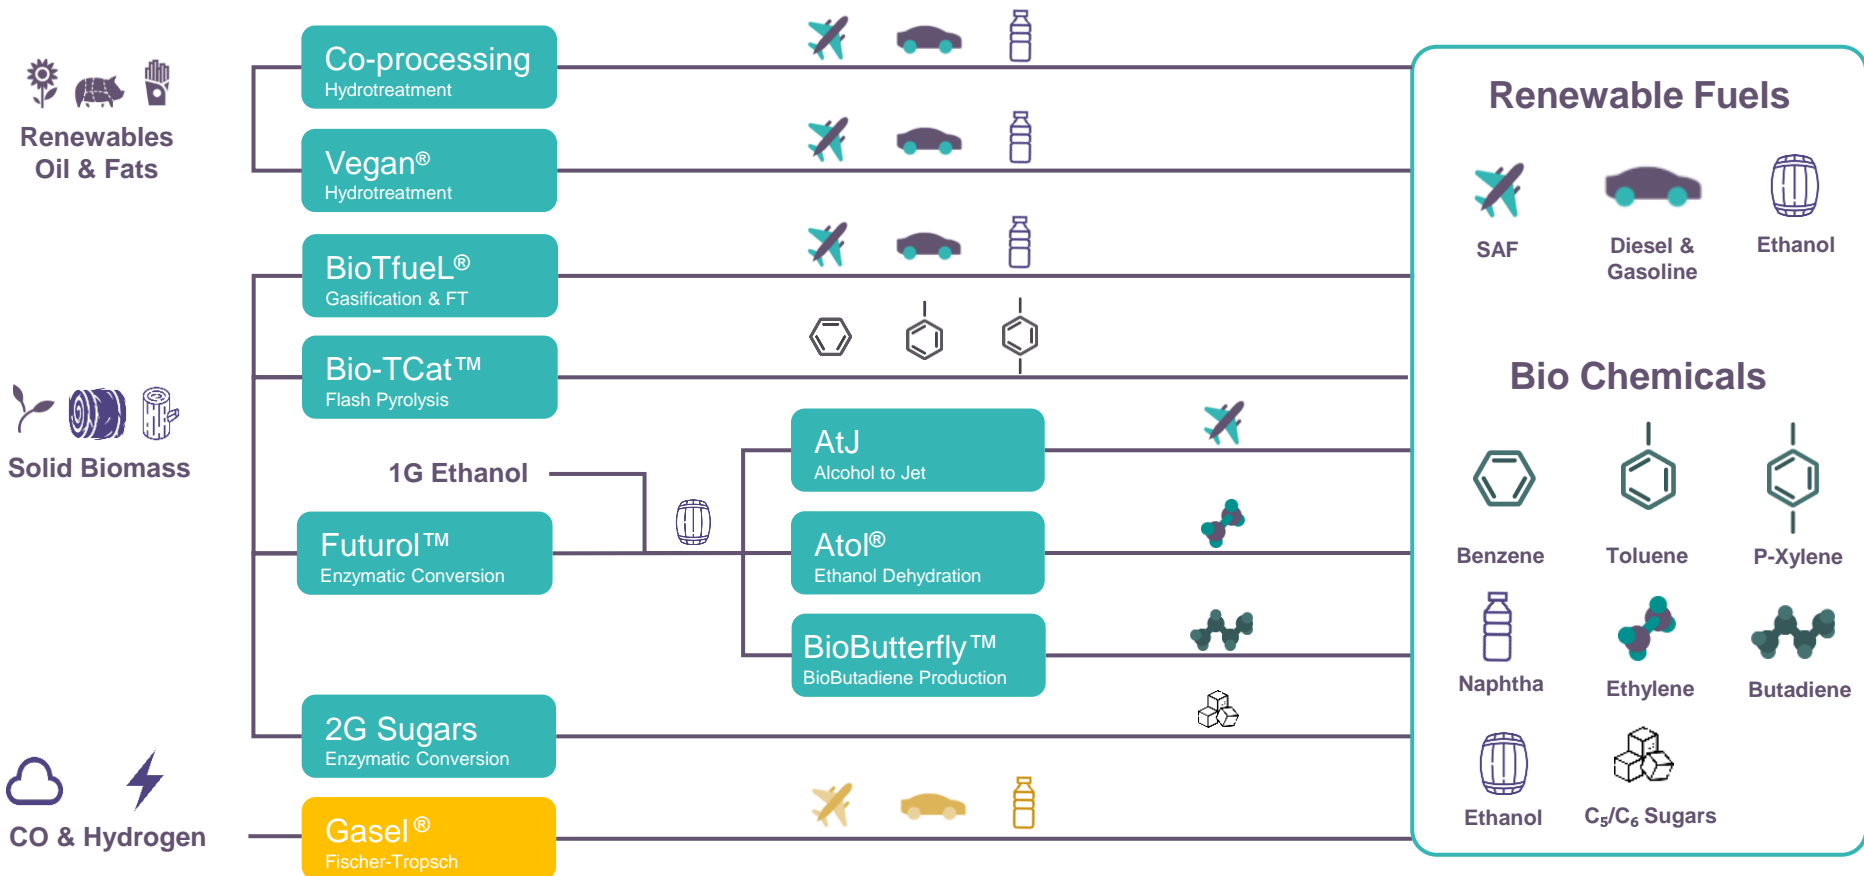 Renewables
Oil & Fats
Co-processing
Hydrotreatment
Vegan®
Hydrotreatment
Solid Biomass
BioTfueL®
Gasification & FT
Bio-TCat™
Flash Pyrolysis
1G Ethanol
Futurol™
Enzymatic Conversion
AtJ
Alcohol to Jet
Atol®
Ethanol Dehydration
BioButterfly™
BioButadiene Production
2G Sugars
Enzymatic Conversion
CO & Hydrogen
Gasel®
Fischer-Tropsch
Renewable Fuels
SAF
Diesel &
Gasoline
Ethanol
Bio Chemicals
Benzene
Toluene
P-Xylene
Naphtha
Ethylene
Butadiene
Ethanol
C₅/C₆ Sugars